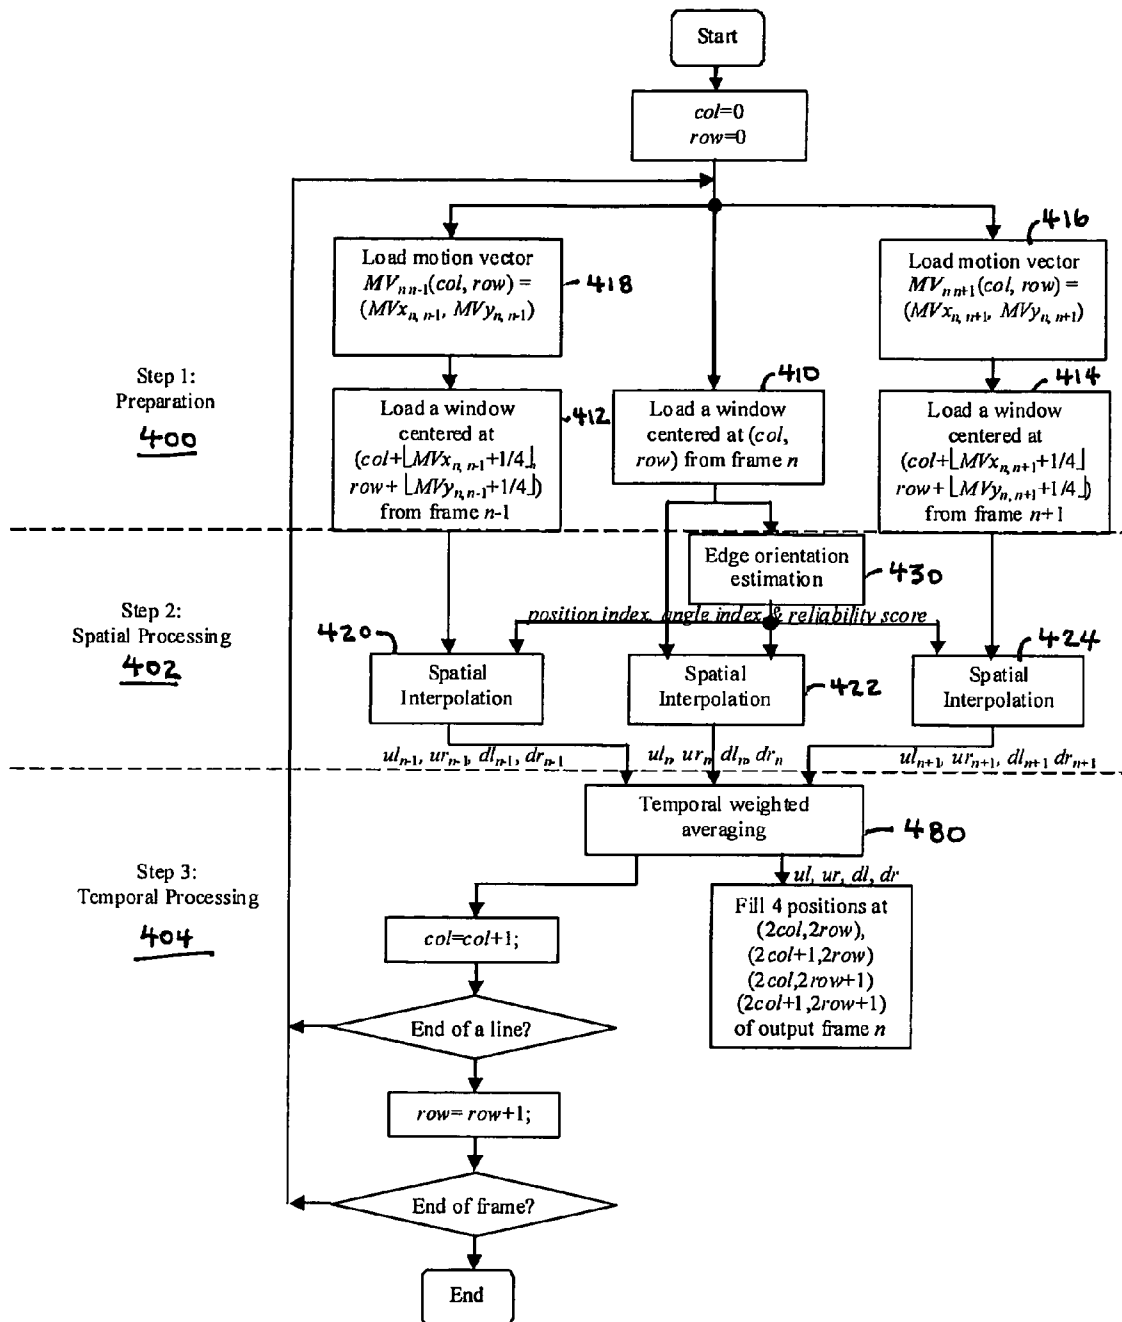 Start
col=0
row=0
Load motion vector
MVn n-1(col, row) =
(MVxn, n-1, MVyn, n-1)
418
416
Load motion vector
MVn n+1(col, row) =
(MVxn, n+1, MVyn, n+1)
Step 1:
Preparation
400
Load a window
centered at
(col+⌊MVxn, n-1+1/4⌋,
row+⌊MVyn, n-1+1/4⌋)
from frame n-1
412
410
Load a window
centered at (col,
row) from frame n
414
Load a window
centered at
(col+⌊MVxn, n+1+1/4⌋
row+⌊MVyn, n+1+1/4⌋)
from frame n+1
Edge orientation
estimation
430
position index, angle index & reliability score
Step 2:
Spatial Processing
402
420
Spatial
Interpolation
Spatial
Interpolation
422
424
Spatial
Interpolation
uln-1, urn-1, dln-1, drn-1
uln, urn dln, drn
uln+1, urn+1, dln+1 drn+1
Temporal weighted
averaging
480
Step 3:
Temporal Processing
404
ul, ur, dl, dr
Fill 4 positions at
(2col,2row),
(2col+1,2row)
(2col,2row+1)
(2col+1,2row+1)
of output frame n
col=col+1;
End of a line?
row= row+1;
End of frame?
End